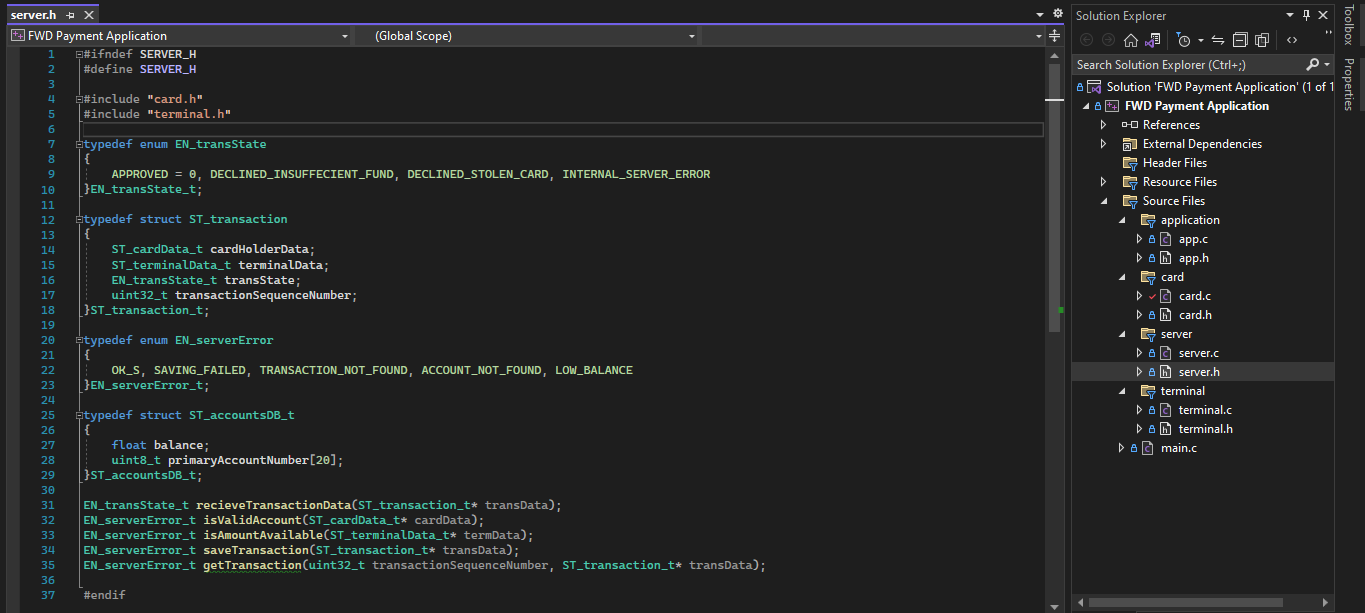 server.h
FWD Payment Application
(Global Scope)
1 #ifndef SERVER_H
2 #define SERVER_H
3
4 #include "card.h"
5 #include "terminal.h"
6
7 typedef enum EN_transState
8 {
9 APPROVED = 0, DECLINED_INSUFFECIENT_FUND, DECLINED_STOLEN_CARD, INTERNAL_SERVER_ERROR
10 }EN_transState_t;
11
12 typedef struct ST_transaction
13 {
14 ST_cardData_t cardHolderData;
15 ST_terminalData_t terminalData;
16 EN_transState_t transState;
17 uint32_t transactionSequenceNumber;
18 }ST_transaction_t;
19
20 typedef enum EN_serverError
21 {
22 OK_S, SAVING_FAILED, TRANSACTION_NOT_FOUND, ACCOUNT_NOT_FOUND, LOW_BALANCE
23 }EN_serverError_t;
24
25 typedef struct ST_accountsDB_t
26 {
27 float balance;
28 uint8_t primaryAccountNumber[20];
29 }ST_accountsDB_t;
30
31 EN_transState_t recieveTransactionData(ST_transaction_t* transData);
32 EN_serverError_t isValidAccount(ST_cardData_t* cardData);
33 EN_serverError_t isAmountAvailable(ST_terminalData_t* termData);
34 EN_serverError_t saveTransaction(ST_transaction_t* transData);
35 EN_serverError_t getTransaction(uint32_t transactionSequenceNumber, ST_transaction_t* transData);
36
37 #endif
Solution Explorer
Search Solution Explorer (Ctrl+;)
Solution 'FWD Payment Application' (1 of 1
FWD Payment Application
References
External Dependencies
Header Files
Resource Files
Source Files
application
app.c
app.h
card
card.c
card.h
server
server.c
server.h
terminal
terminal.c
terminal.h
main.c
Toolbox
Properties